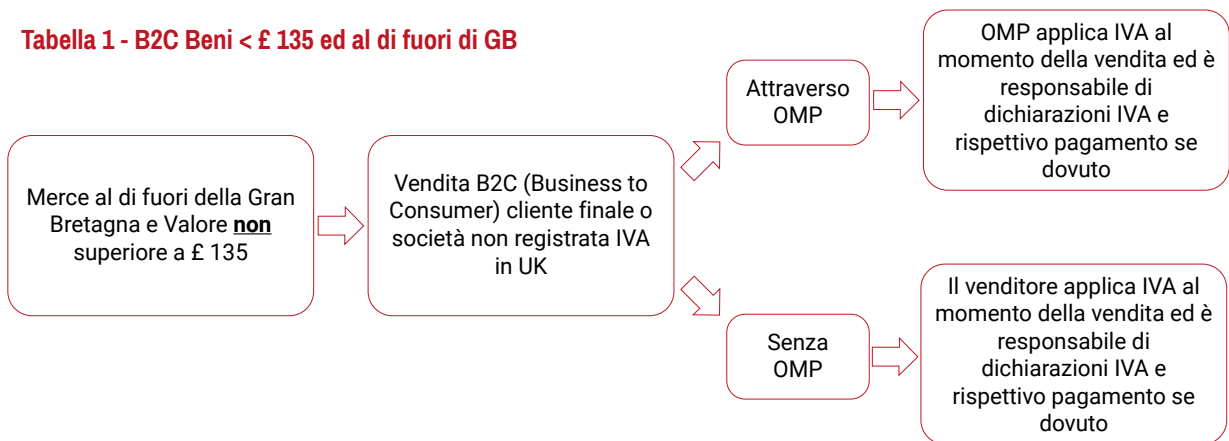 Tabella 1 - B2C Beni < £ 135 ed al di fuori di GB
Merce al di fuori della Gran
Bretagna e Valore non
superiore a £ 135
Vendita B2C (Business to
Consumer) cliente finale o
società non registrata IVA
in UK
Attraverso
OMP
OMP applica IVA al
momento della vendita ed è
responsabile di
dichiarazioni IVA e
rispettivo pagamento se
dovuto
Senza
OMP
Il venditore applica IVA al
momento della vendita ed è
responsabile di
dichiarazioni IVA e
rispettivo pagamento se
dovuto